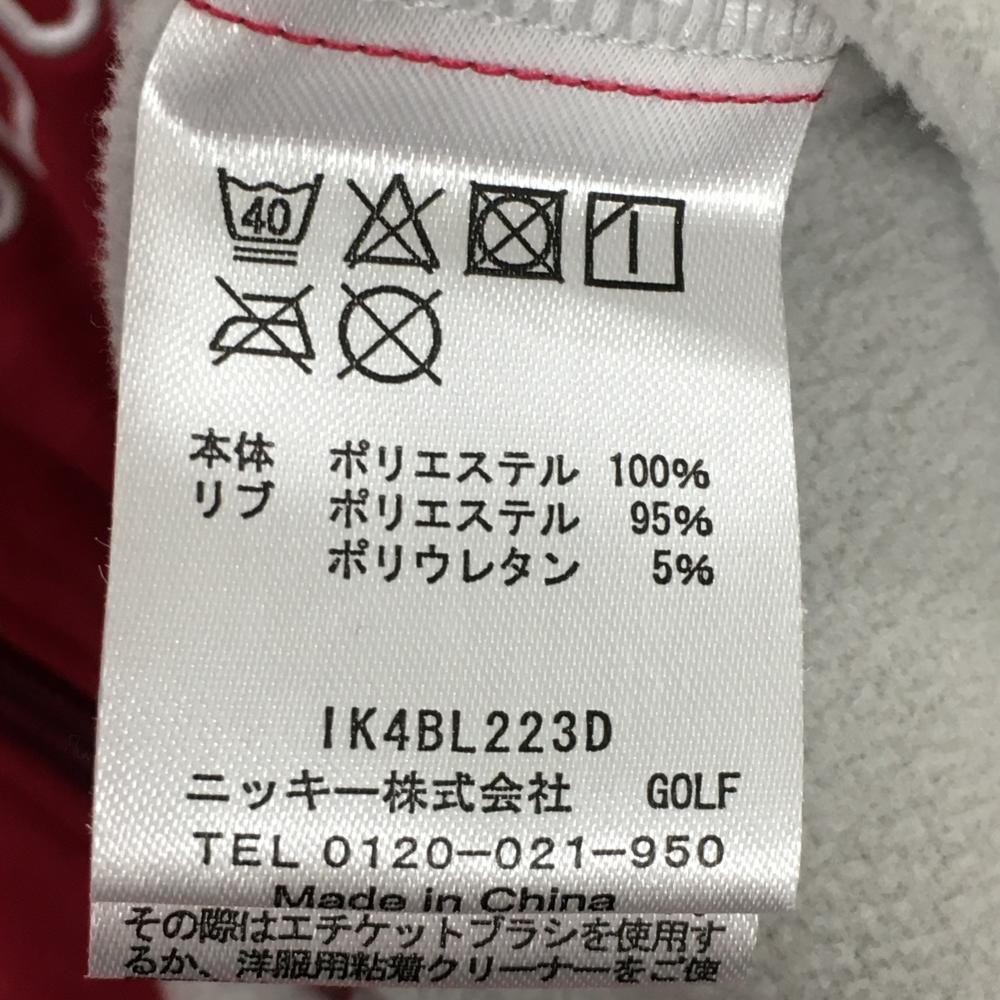 40
本体 ポリエステル 100%
リブ ポリエステル 95%
ポリウレタン 5%
IK4BL223D
ニッキー株式会社 GOLF
TEL 0120-021-950
Made in China
その際はエチケットブラシを使用す
るか、洋服用粘着クリーナーをご使